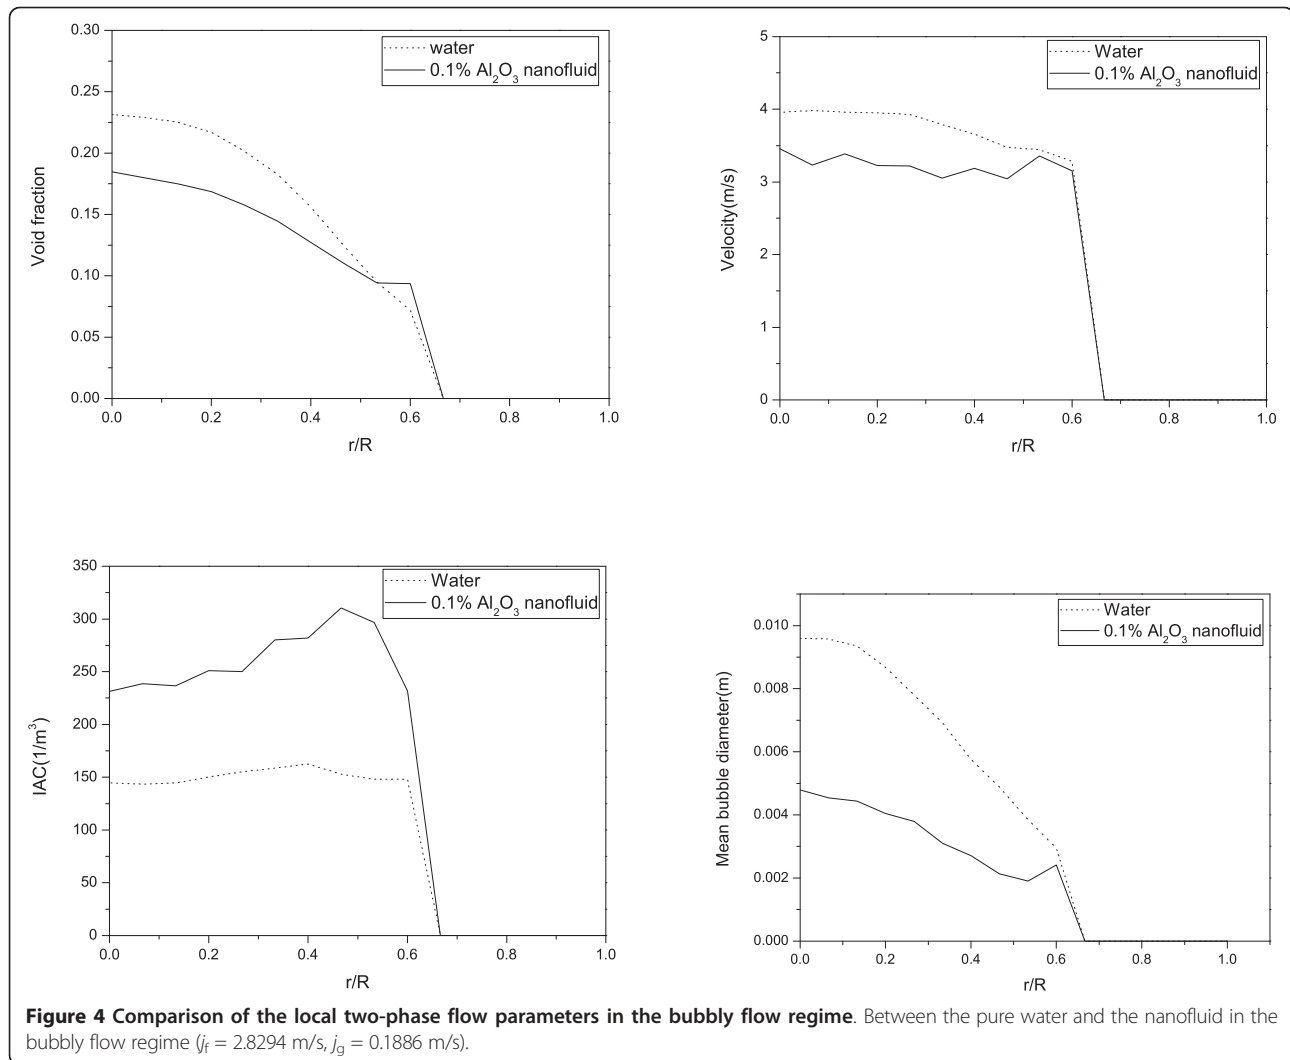 0.30
0.25
0.20
0.15
0.10
0.05
0.00
Void fraction
water
0.1% Al₂O₃ nanofluid
0.0 0.2 0.4 0.6 0.8 1.0
r/R
5
4
3
2
1
0
Velocity(m/s)
Water
0.1% Al₂O₃ nanofluid
0.0 0.2 0.4 0.6 0.8 1.0
r/R
350
300
250
200
150
100
50
0
IAC(1/m³)
Water
0.1% Al₂O₃ nanofluid
0.0 0.2 0.4 0.6 0.8 1.0
r/R
0.010
0.008
0.006
0.004
0.002
0.000
Mean bubble diameter(m)
Water
0.1% Al₂O₃ nanofluid
0.0 0.2 0.4 0.6 0.8 1.0
r/R
Figure 4 Comparison of the local two-phase flow parameters in the bubbly flow regime. Between the pure water and the nanofluid in the
bubbly flow regime (jf = 2.8294 m/s, jg = 0.1886 m/s).